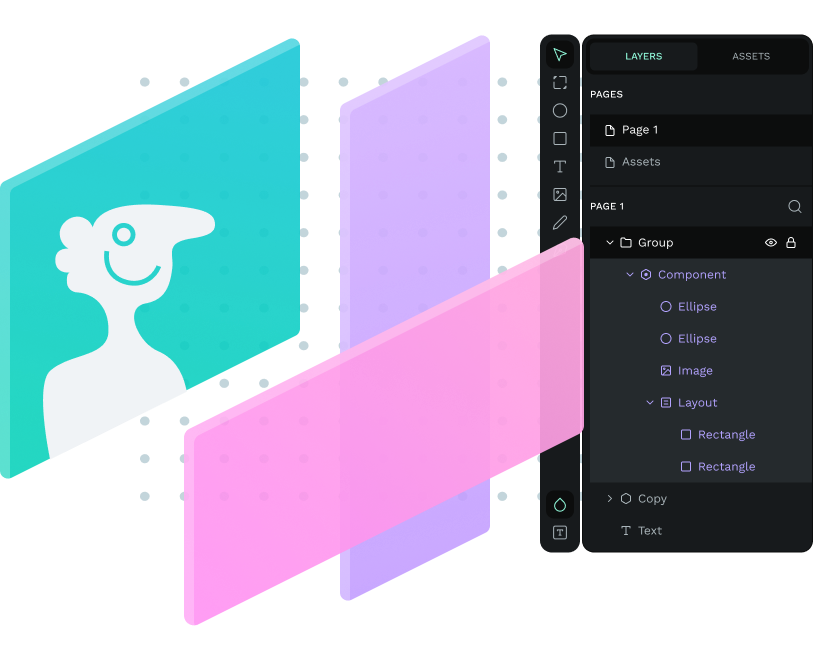 LAYERS
ASSETS
PAGES
Page 1
Assets
PAGE 1
Group
Component
Ellipse
Ellipse
Image
Layout
Rectangle
Rectangle
Copy
Text